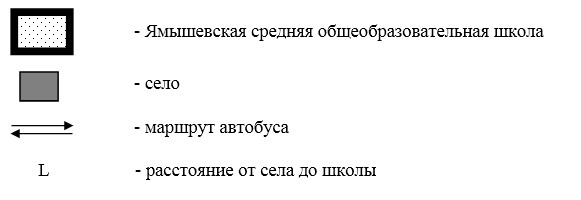 - Ямышевская средняя общеобразовательная школа
- село
- маршрут автобуса
L - расстояние от села до школы